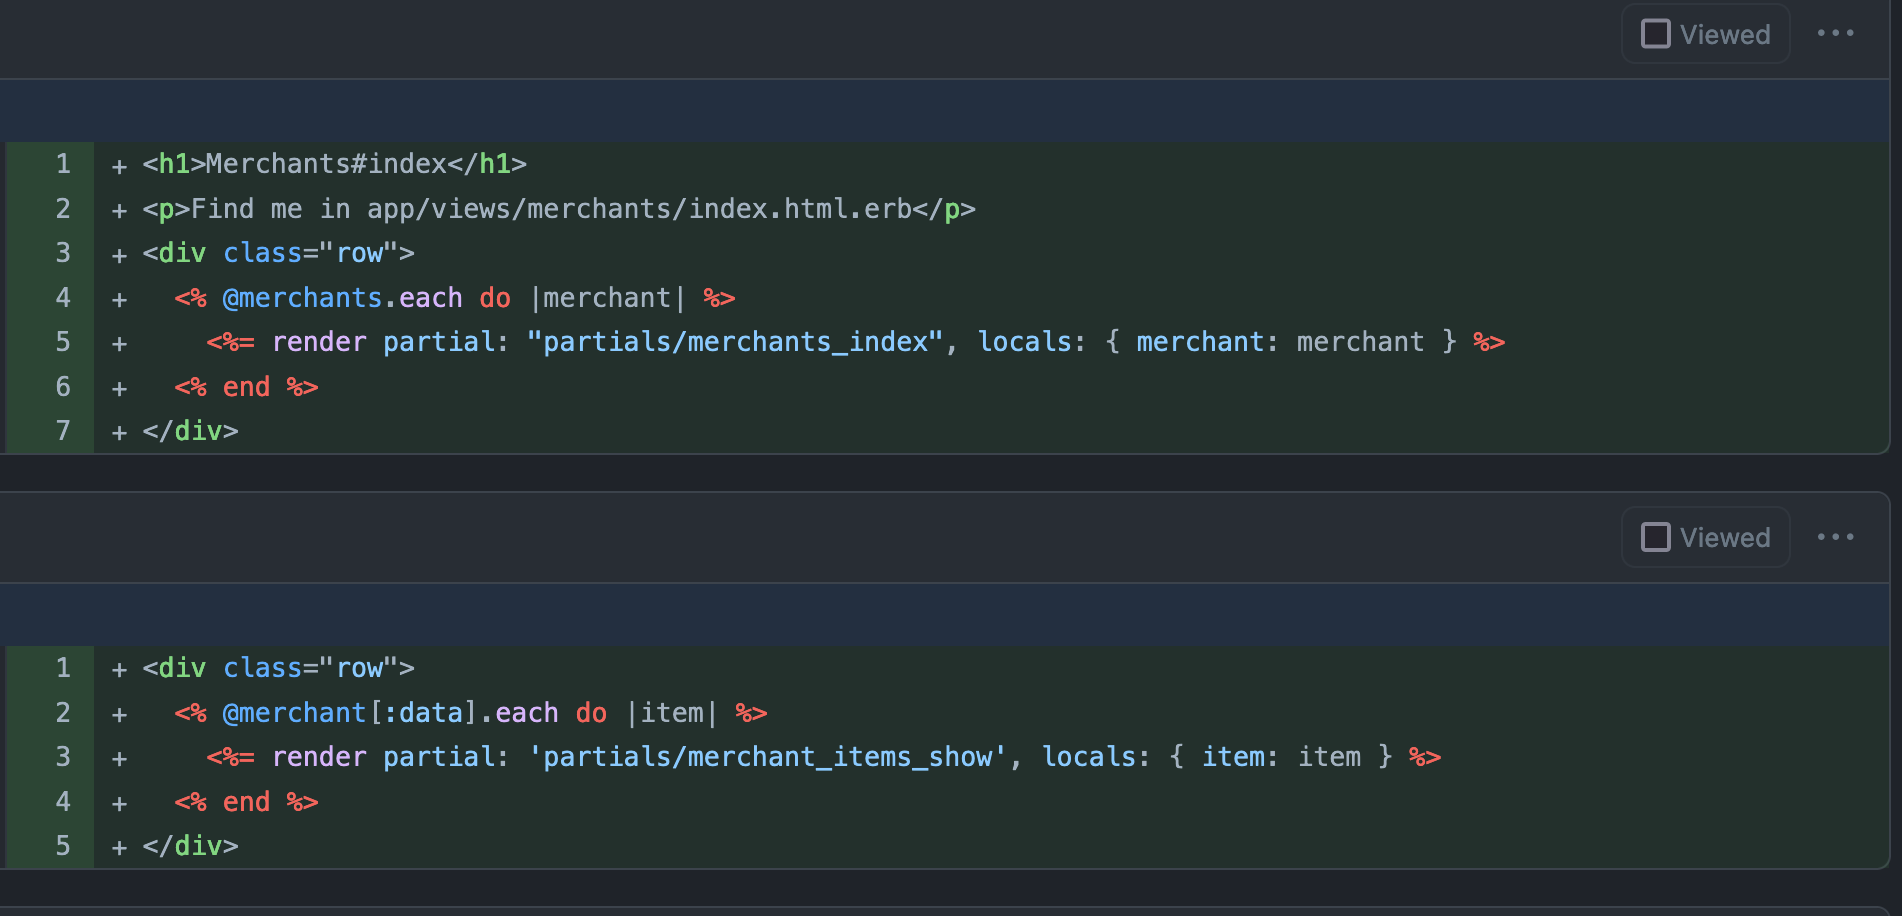 Viewed ...
1 + <h1>Merchants#index</h1>
2 + <p>Find me in app/views/merchants/index.html.erb</p>
3 + <div class="row">
4 +   <% @merchants.each do |merchant| %>
5 +     <%= render partial: "partials/merchants_index", locals: { merchant: merchant } %>
6 +   <% end %>
7 + </div>
Viewed ...
1 + <div class="row">
2 +   <% @merchant[:data].each do |item| %>
3 +     <%= render partial: 'partials/merchant_items_show', locals: { item: item } %>
4 +   <% end %>
5 + </div>